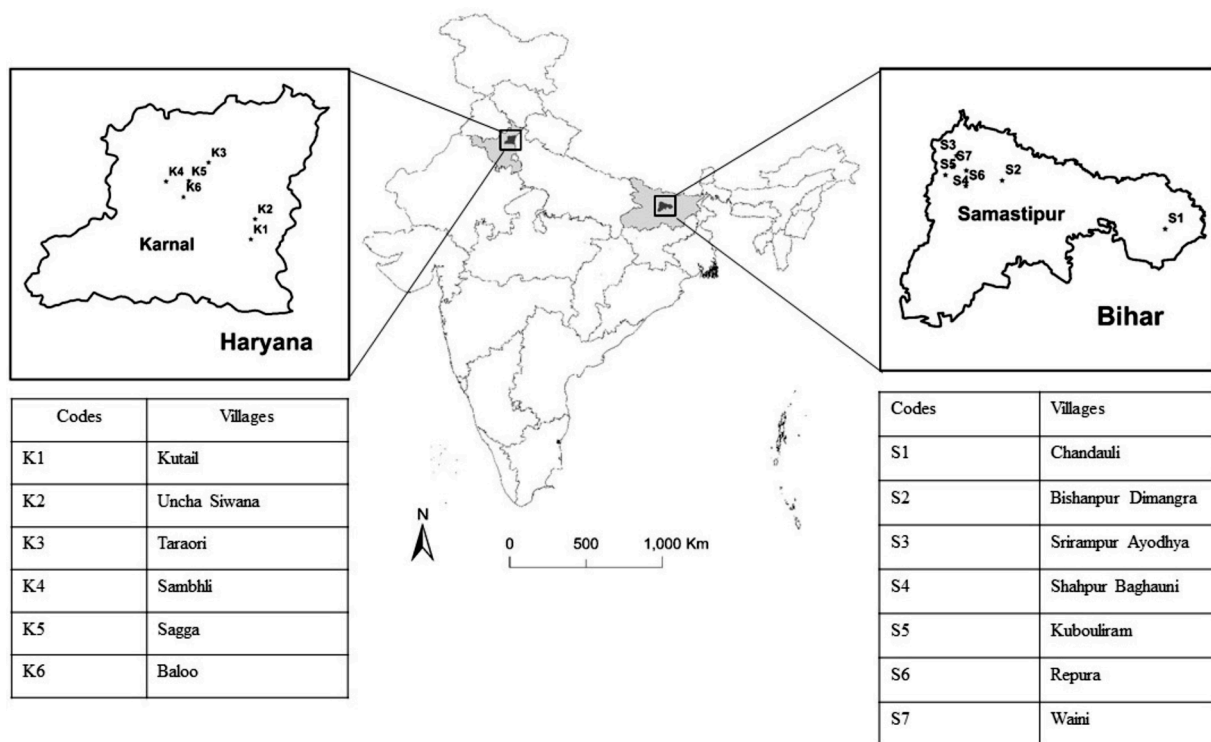 K3
K4 K5
K6
K2
K1
Karnal
Haryana
S3
S7
S5
S6
S2
S4
Samastipur
S1
Bihar
N
0 500 1,000 Km
Codes Villages
K1 Kutail
K2 Uncha Siwana
K3 Taraori
K4 Sambhli
K5 Sagga
K6 Baloo
Codes Villages
S1 Chandauli
S2 Bishanpur Dimangra
S3 Srirampur Ayodhya
S4 Shahpur Baghauni
S5 Kubouliram
S6 Repura
S7 Waini